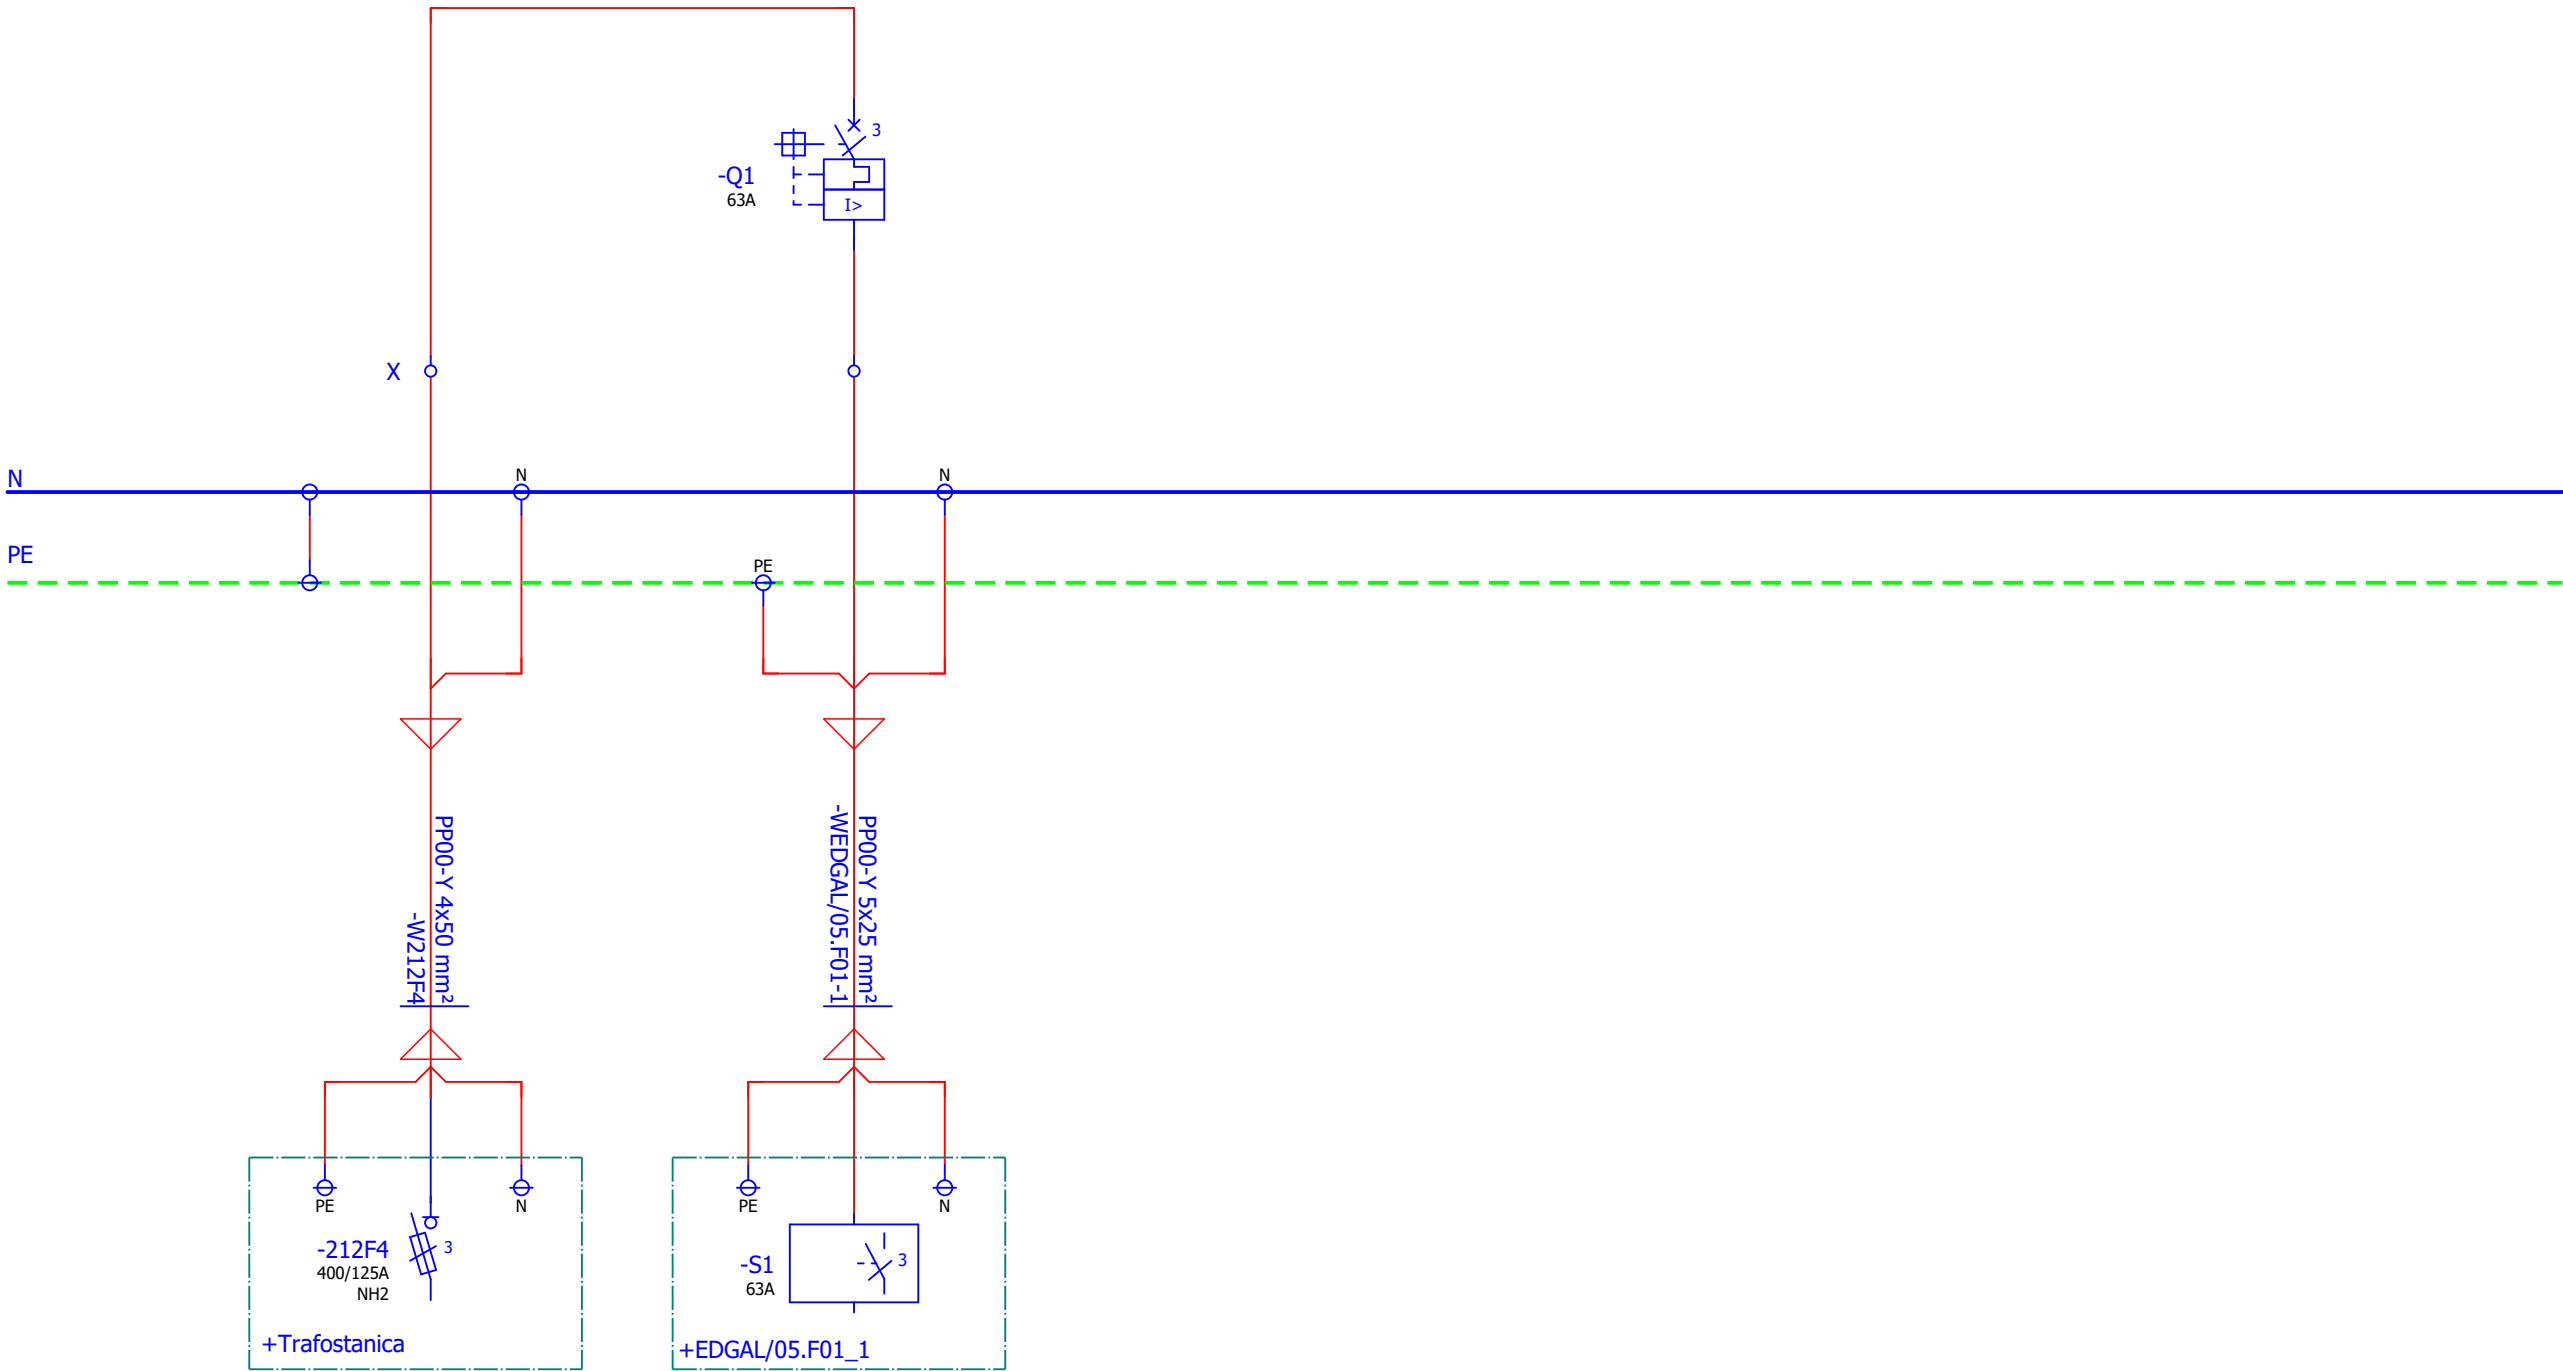 3
-Q1
63A
I>
X
N
N
N
PE
PE
PP00-Y 4x50 mm²
-W212F4
PP00-Y 5x25 mm²
-WEDGAL/05.F01-1
PE
N
-212F4
400/125A
NH2
3
+Trafostanica
PE
N
-S1
63A
3
+EDGAL/05.F01_1